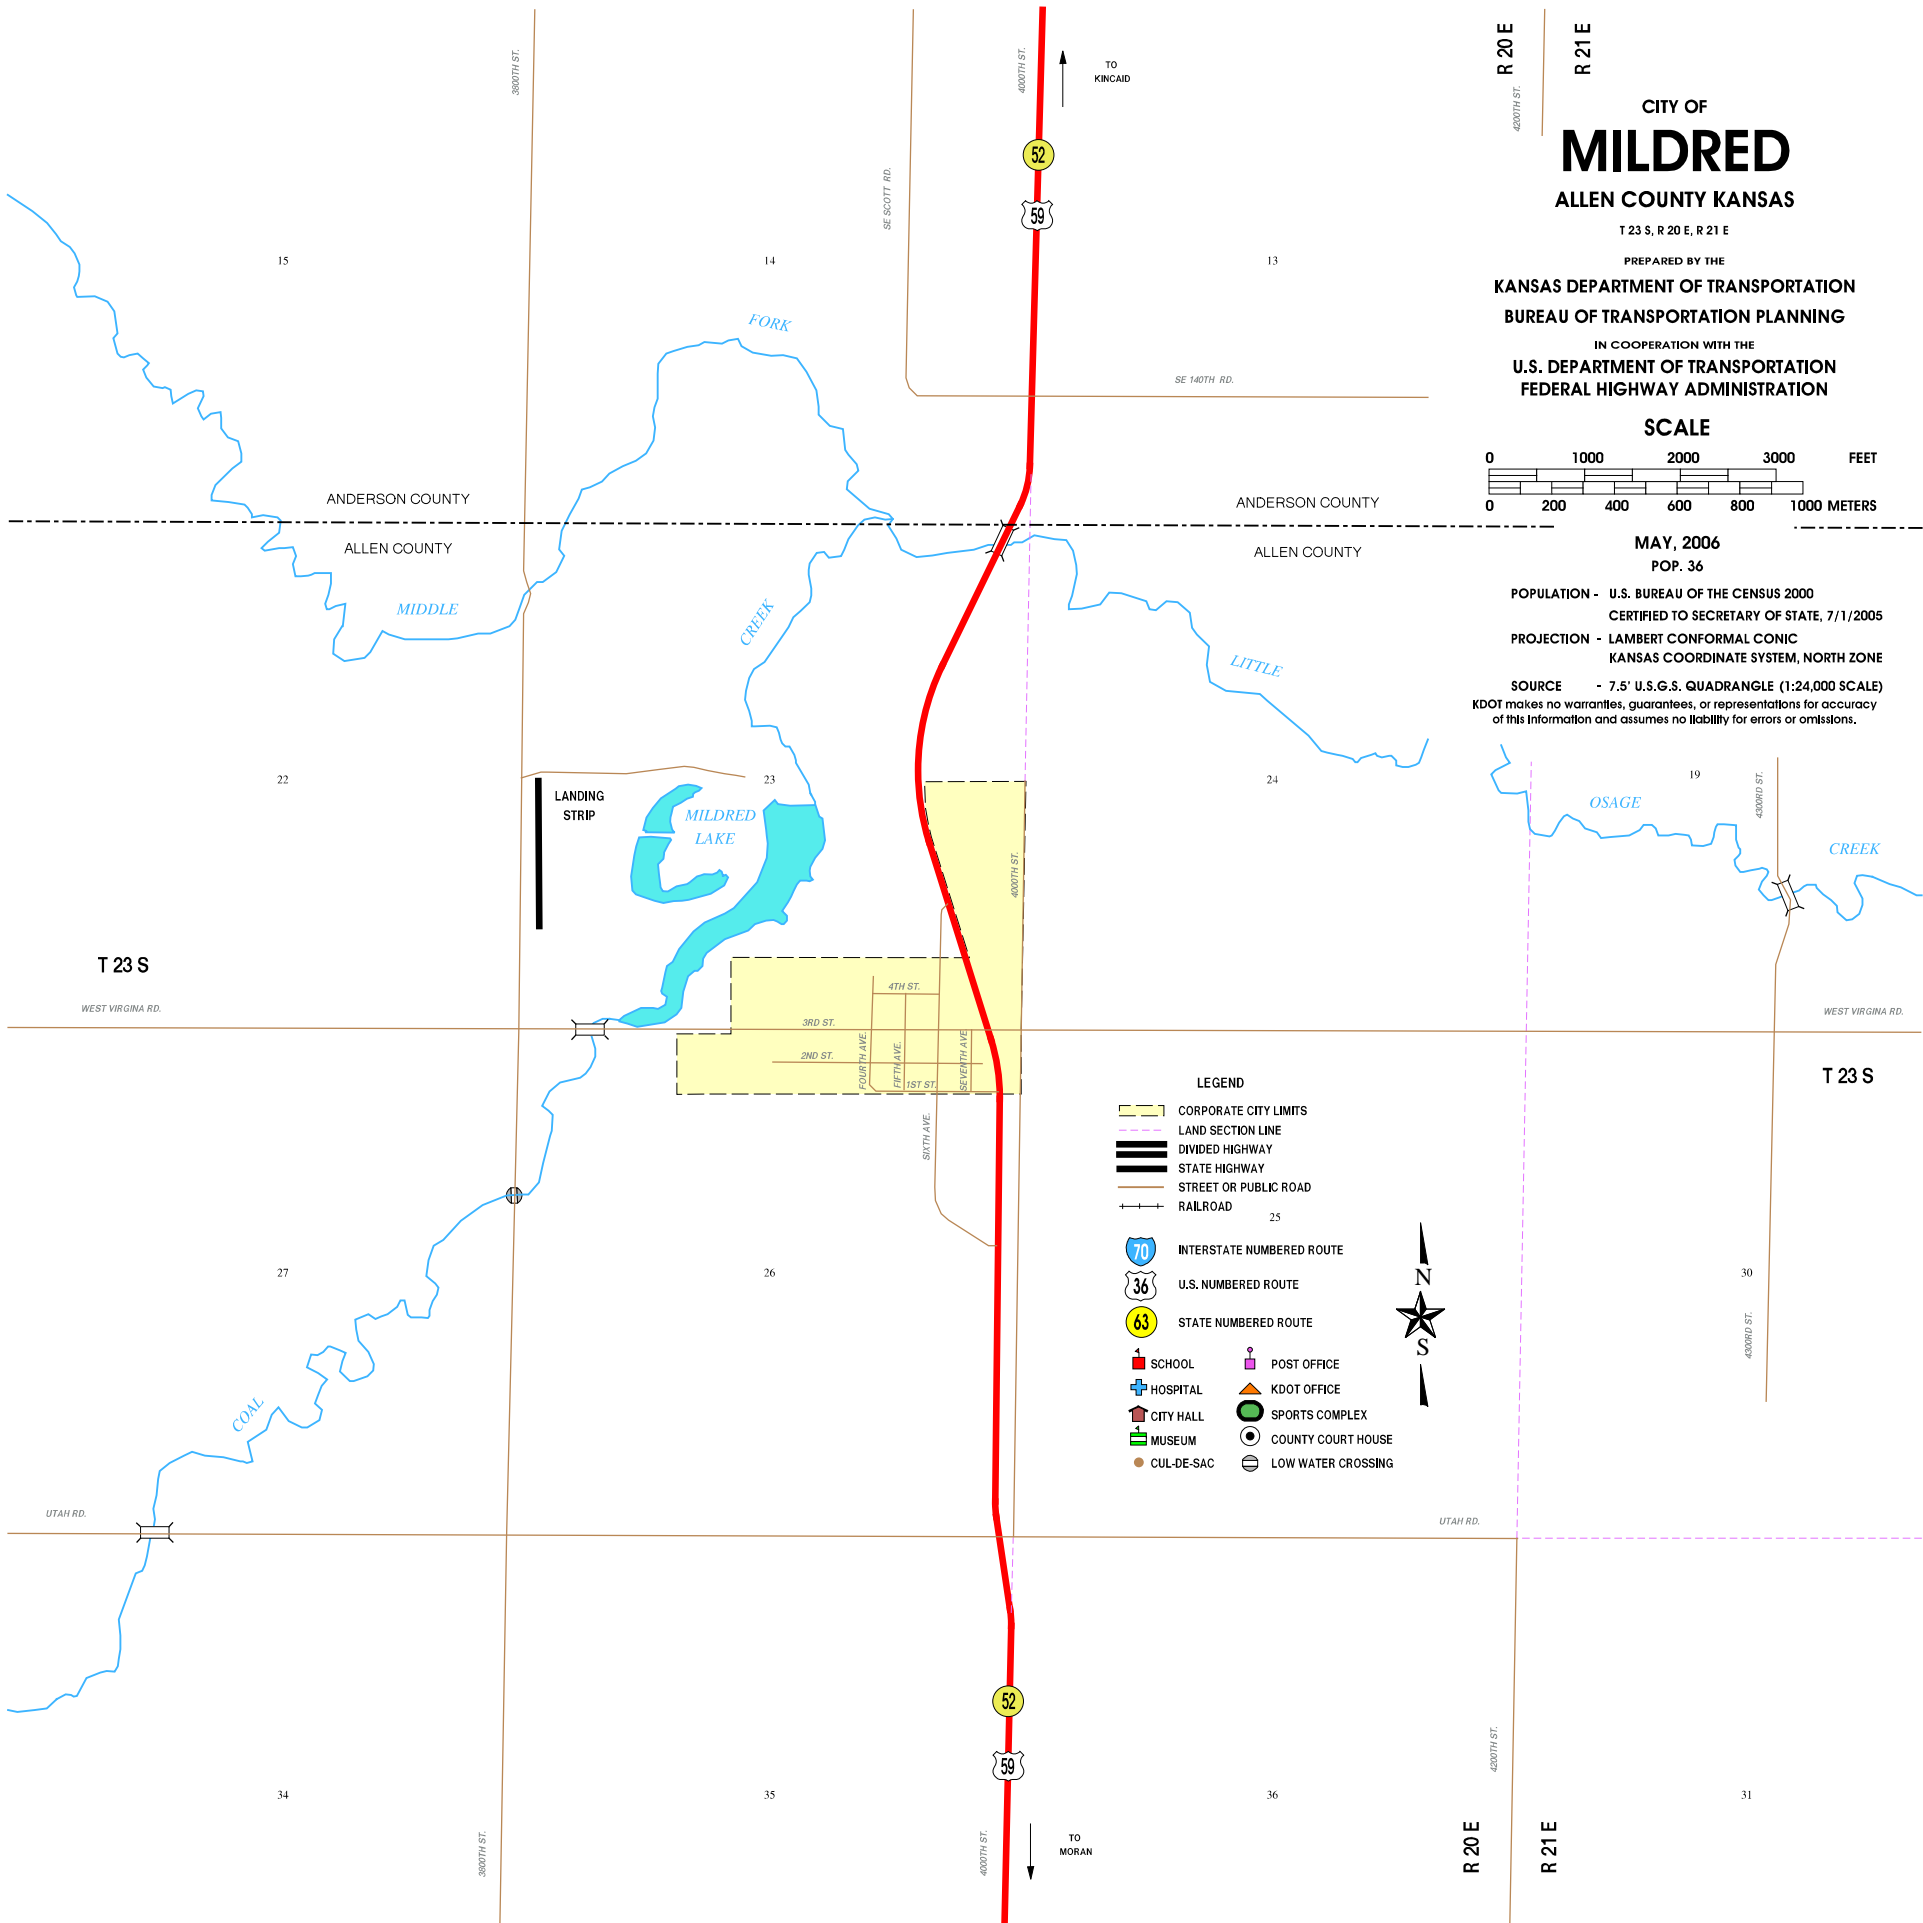 3800TH ST.
4000TH ST.
TO
KINCAID
R 20 E
R 21 E
4200TH ST.
CITY OF
MILDRED
ALLEN COUNTY KANSAS
T 23 S, R 20 E, R 21 E
PREPARED BY THE
KANSAS DEPARTMENT OF TRANSPORTATION
BUREAU OF TRANSPORTATION PLANNING
IN COOPERATION WITH THE
U.S. DEPARTMENT OF TRANSPORTATION
FEDERAL HIGHWAY ADMINISTRATION
SCALE
0 1000 2000 3000 FEET
0 200 400 600 800 1000 METERS
MAY, 2006
POP. 36
POPULATION - U.S. BUREAU OF THE CENSUS 2000
CERTIFIED TO SECRETARY OF STATE, 7/1/2005
PROJECTION - LAMBERT CONFORMAL CONIC
KANSAS COORDINATE SYSTEM, NORTH ZONE
SOURCE - 7.5' U.S.G.S. QUADRANGLE (1:24,000 SCALE)
KDOT makes no warranties, guarantees, or representations for accuracy
of this information and assumes no liability for errors or omissions.
52
59
SE SCOTT RD.
15
14
13
FORK
SE 140TH RD.
ANDERSON COUNTY
ANDERSON COUNTY
ALLEN COUNTY
ALLEN COUNTY
MIDDLE
CREEK
LITTLE
22
23
24
19
LANDING
STRIP
MILDRED
LAKE
4000TH ST.
OSAGE
4300RD ST.
CREEK
T 23 S
WEST VIRGINA RD.
WEST VIRGINA RD.
4TH ST.
3RD ST.
2ND ST.
1ST ST.
FOURTH AVE.
FIFTH AVE.
SEVENTH AVE
SIXTH AVE.
T 23 S
LEGEND
CORPORATE CITY LIMITS
LAND SECTION LINE
DIVIDED HIGHWAY
STATE HIGHWAY
STREET OR PUBLIC ROAD
RAILROAD
25
70 INTERSTATE NUMBERED ROUTE
36 U.S. NUMBERED ROUTE
63 STATE NUMBERED ROUTE
SCHOOL
POST OFFICE
HOSPITAL
KDOT OFFICE
CITY HALL
SPORTS COMPLEX
MUSEUM
COUNTY COURT HOUSE
CUL-DE-SAC
LOW WATER CROSSING
N
S
27
26
30
4300RD ST.
COAL
UTAH RD.
UTAH RD.
52
59
4200TH ST.
34
35
36
31
3800TH ST.
4000TH ST.
TO
MORAN
R 20 E
R 21 E